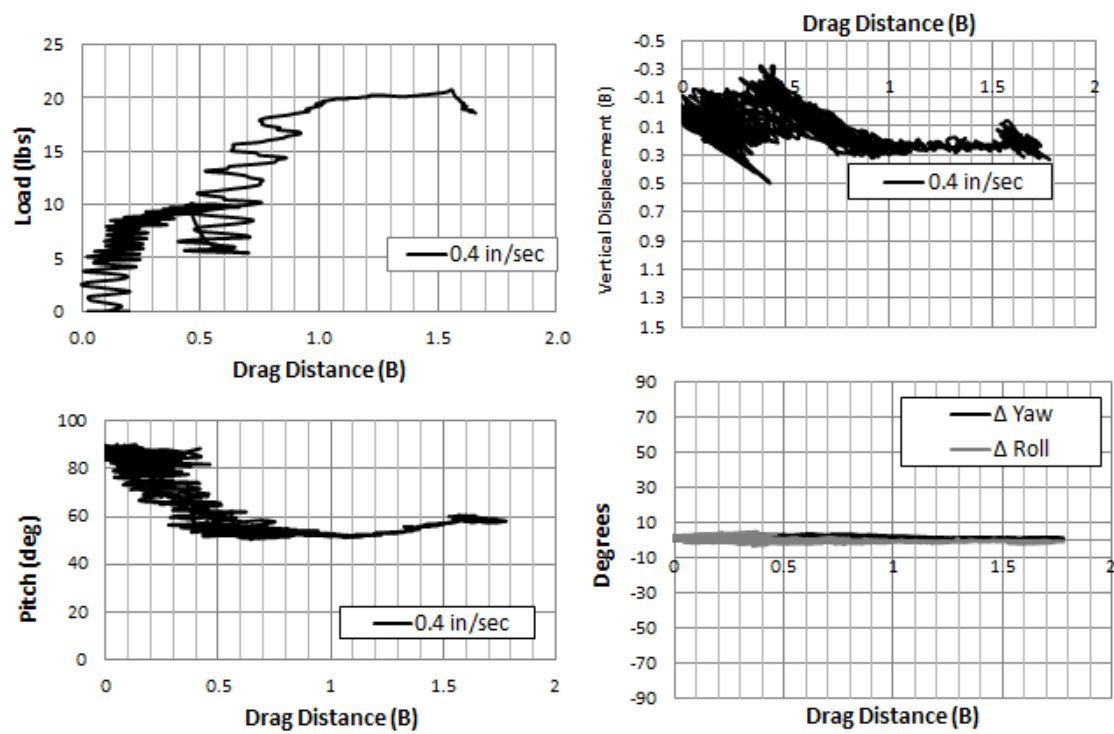 25
20
15
10
5
0
Load (lbs)
0.4 in/sec
0.0 0.5 1.0 1.5 2.0
Drag Distance (B)
Drag Distance (B)
-0.5
-0.3
-0.1
0.1
0.3
0.5
0.7
0.9
1.1
1.3
1.5
Vertical Displacement (B)
0 0.5 1 1.5 2
0.4 in/sec
100
80
60
40
20
0
Pitch (deg)
0.4 in/sec
0 0.5 1 1.5 2
Drag Distance (B)
90
70
50
30
10
-10
-30
-50
-70
-90
Degrees
Δ Yaw
Δ Roll
0 0.5 1 1.5 2
Drag Distance (B)